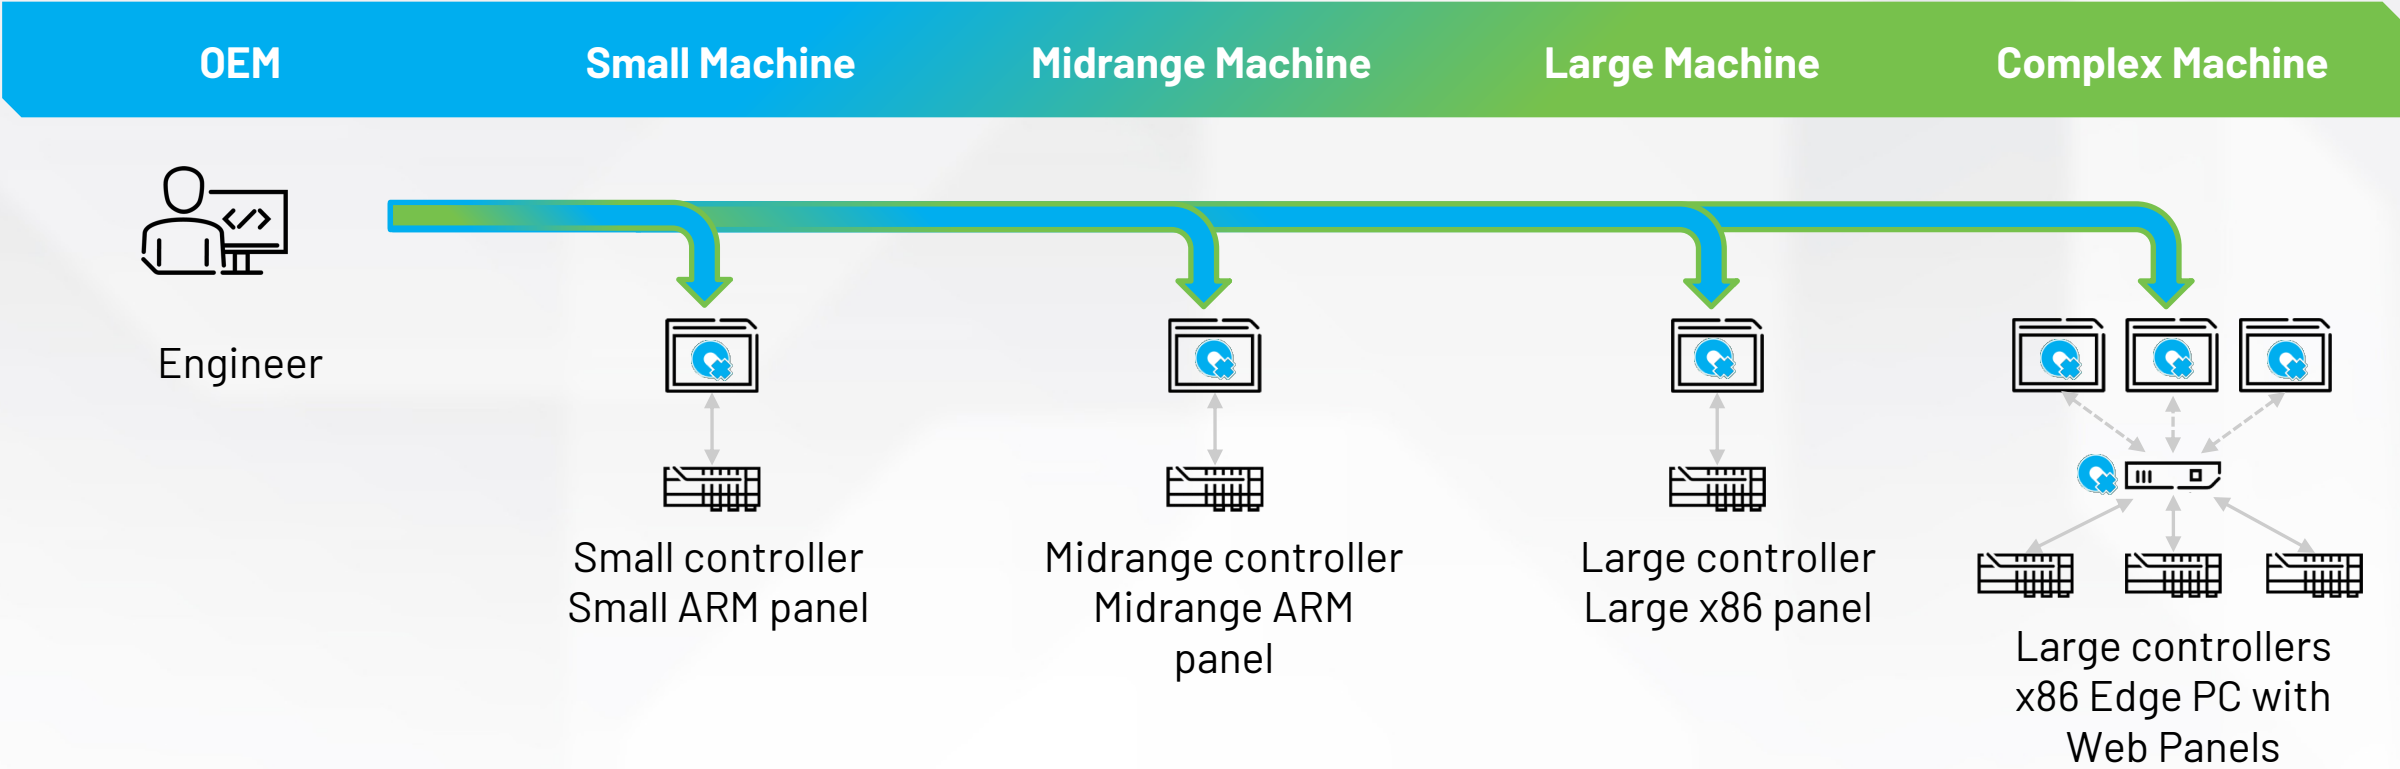 OEM
Small Machine
Midrange Machine
Large Machine
Complex Machine
</>
Engineer
Small controller
Small ARM panel
Midrange controller
Midrange ARM
panel
Large controller
Large x86 panel
Large controllers
x86 Edge PC with
Web Panels